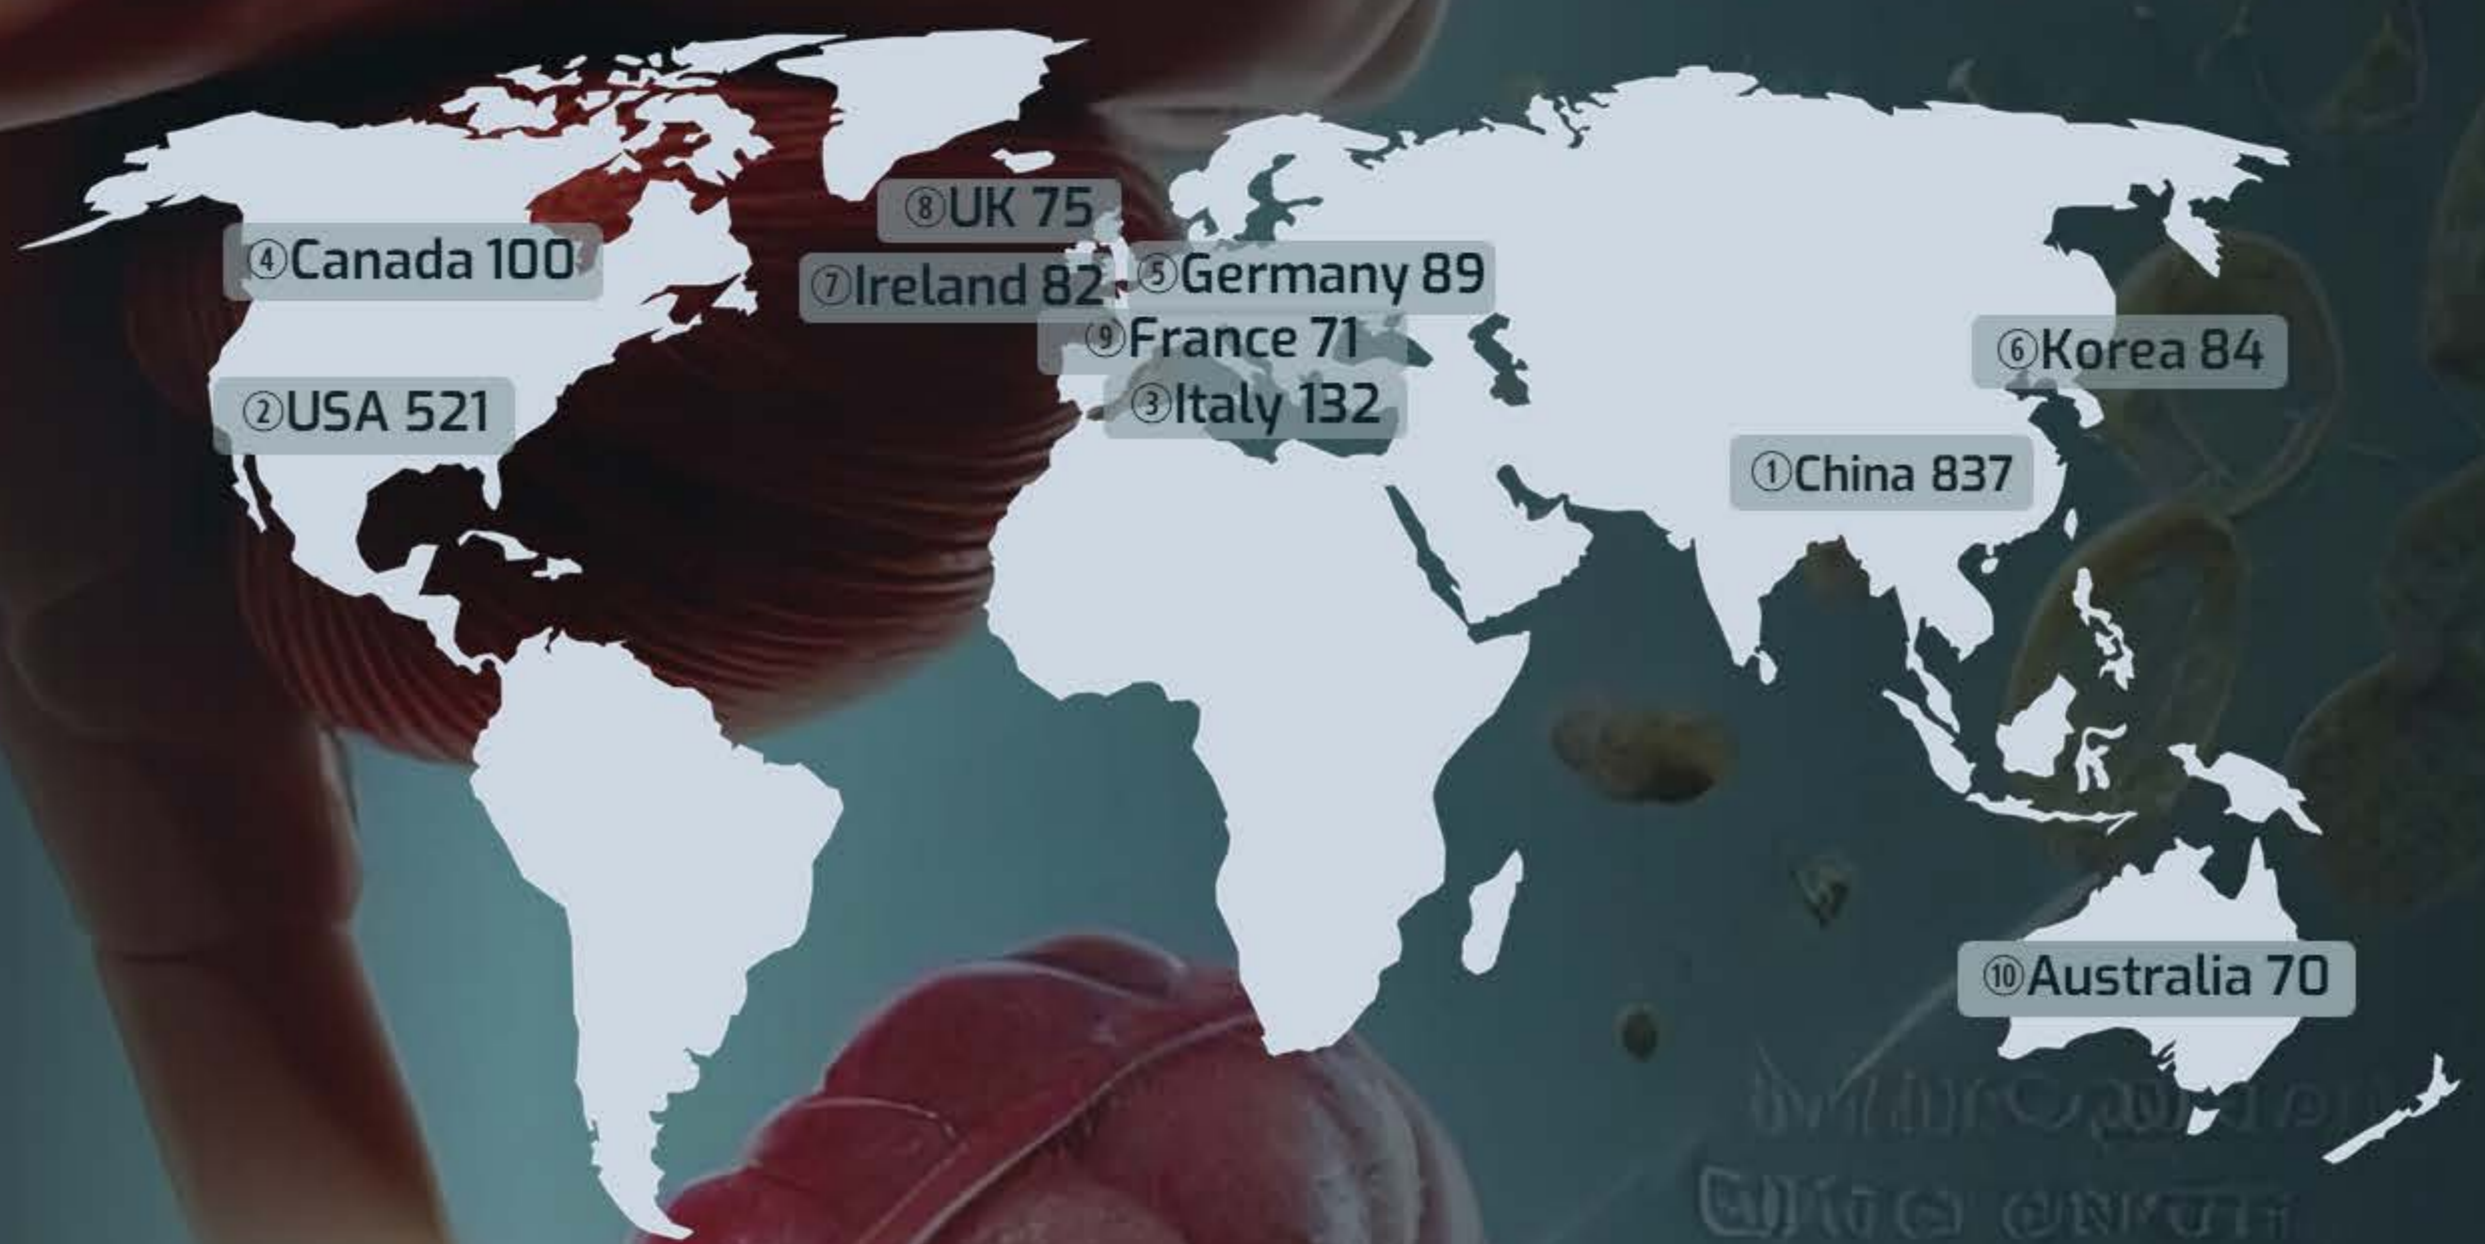 ⑧UK 75
④Canada 100
⑦Ireland 82
⑤Germany 89
⑨France 71
⑥Korea 84
②USA 521
③Italy 132
①China 837
⑩Australia 70